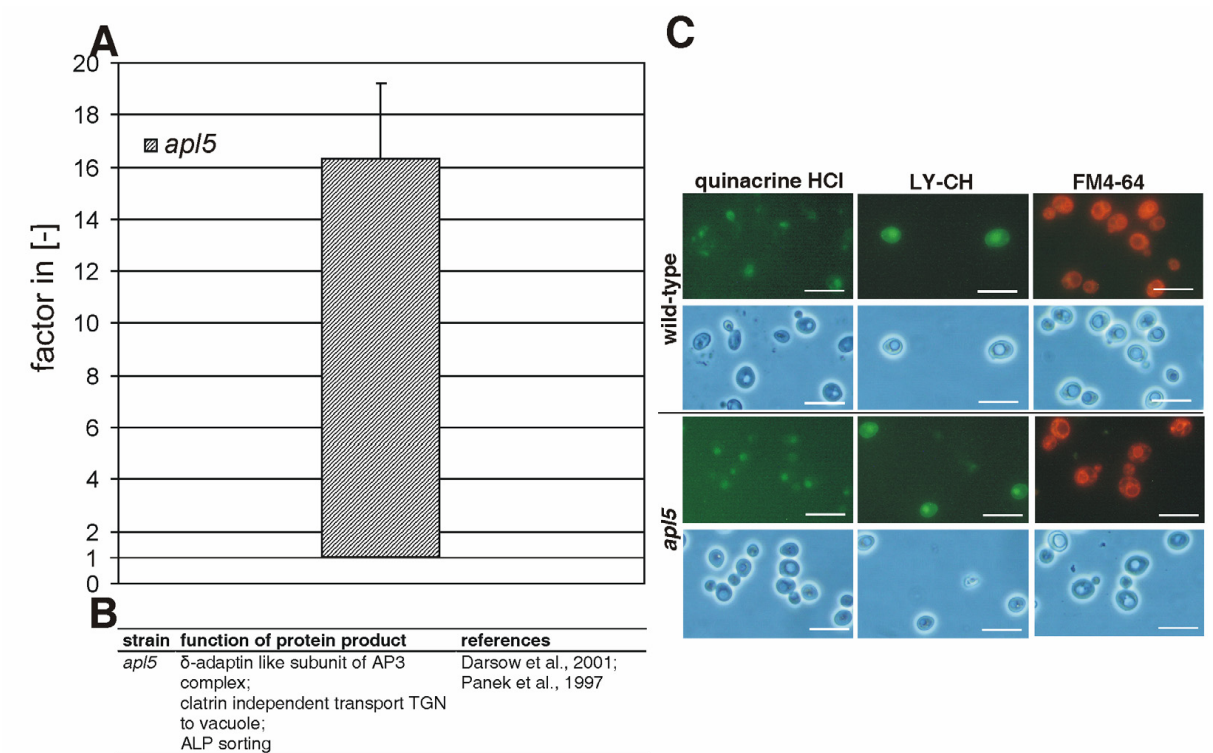 A
20
18
16
14
12
10
8
6
4
2
1
0
factor in [-]
apl5
B
strain function of protein product references
apl5 δ-adaptin like subunit of AP3 Darsow et al., 2001;
complex; Panek et al., 1997
clatrin independent transport TGN
to vacuole;
ALP sorting
C
quinacrine HCl LY-CH FM4-64
wild-type
apl5